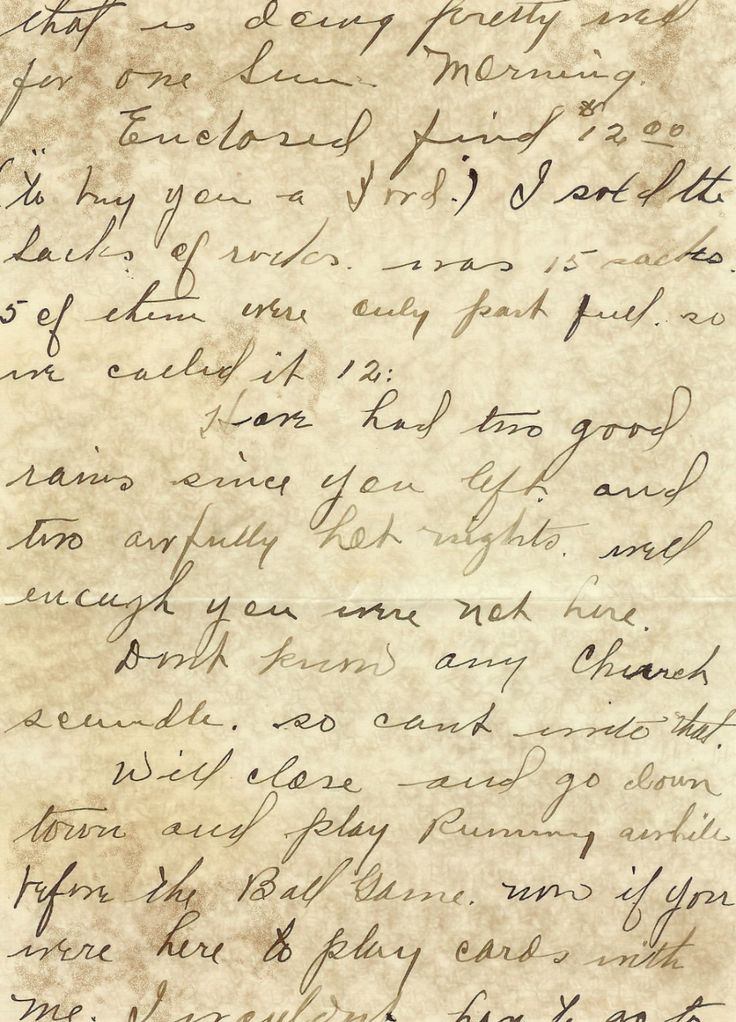 that is doing pretty well
for one Sun. Morning.
Enclosed find $12.00
(to buy you a Ford.) I sold the
sacks of rocks. was 15 sacks.
5 of them were only part full. so
we called it 12:
Have had two good
rains since you left. and
two awfully hot nights. well
enough you were not here.
Dont know any Church
scandle. so cant write that.
Will close and go down
town and play Rummy awhile
before the Ball Game. now if you
were here to play cards with
me. I wouldnt have to go to